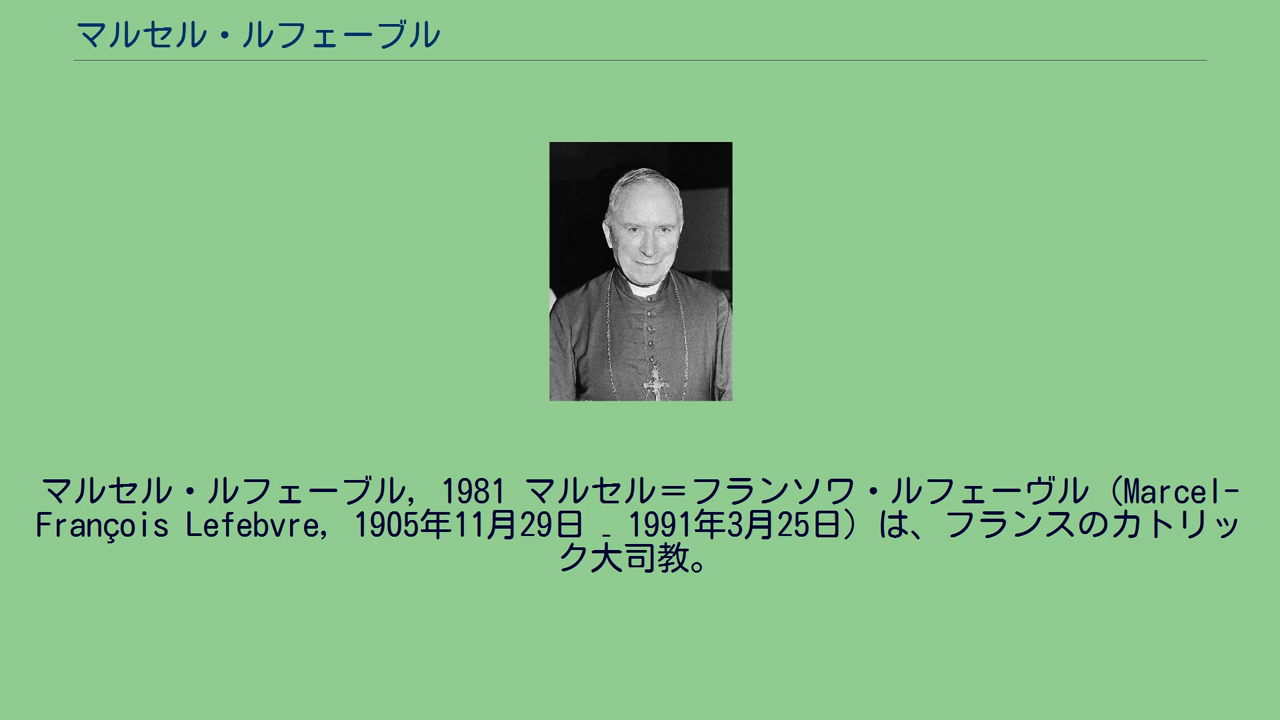 マルセル・ルフェーブル
マルセル・ルフェーブル, 1981 マルセル＝フランソワ・ルフェーヴル（Marcel-
François Lefebvre, 1905年11月29日 - 1991年3月25日）は、フランスのカトリッ
ク大司教。